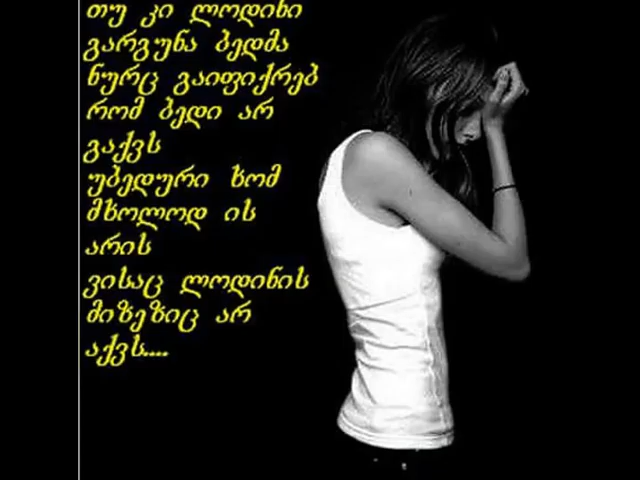 თუ კი ლოდინი
გარგუნა ბედმა
ნურც გაიფიქრებ
რომ ბედი არ
გაქვს
უბედური ხომ
მხოლოდ ის
არის
ვისაც ლოდინის
მიზეზიც არ
აქვს....